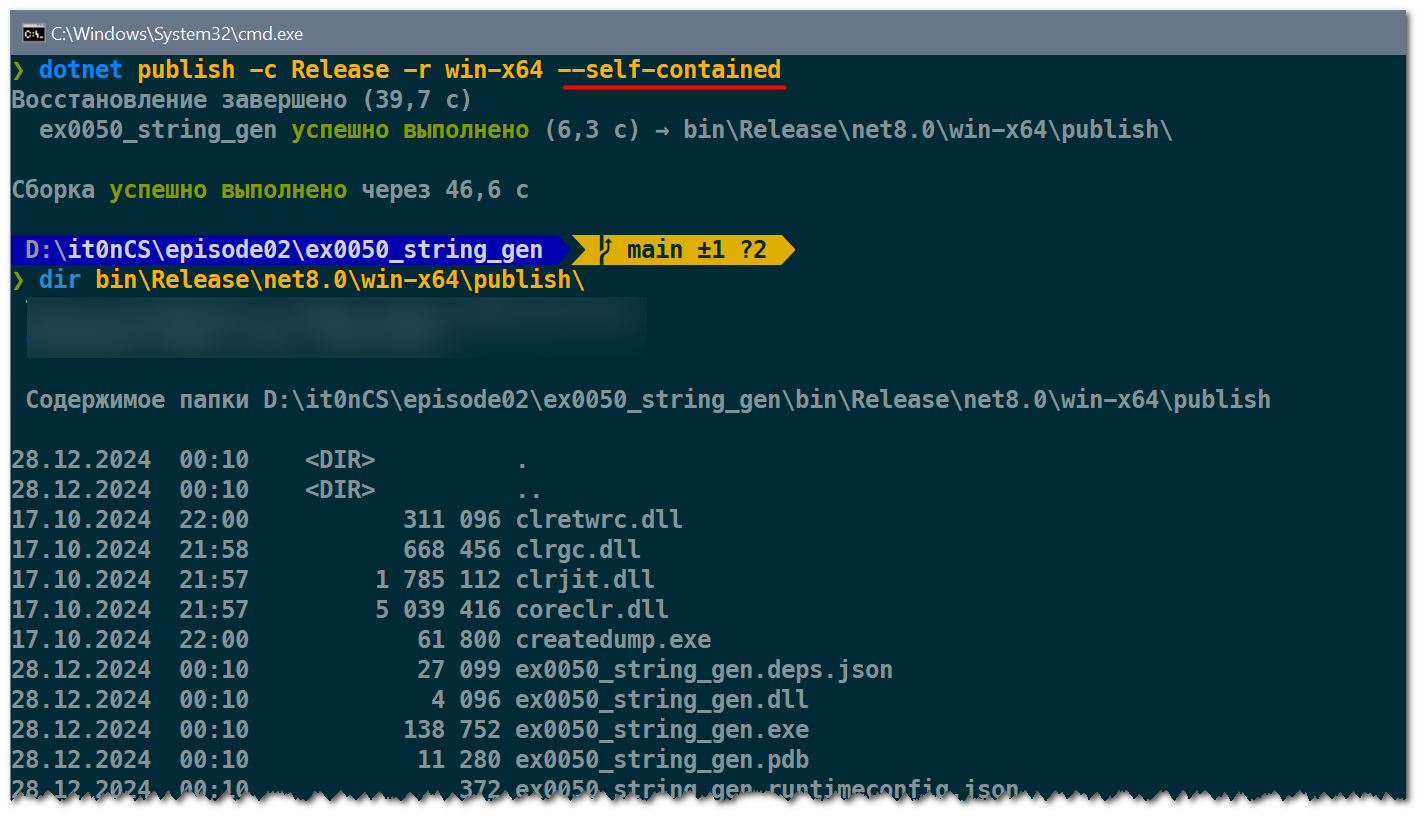 C:\Windows\System32\cmd.exe
❯ dotnet publish -c Release -r win-x64 --self-contained
Восстановление завершено (39,7 с)
ex0050_string_gen успешно выполнено (6,3 с) → bin\Release\net8.0\win-x64\publish\
Сборка успешно выполнено через 46,6 с
D:\it0nCS\episode02\ex0050_string_gen main ±1 ?2
❯ dir bin\Release\net8.0\win-x64\publish\
Содержимое папки D:\it0nCS\episode02\ex0050_string_gen\bin\Release\net8.0\win-x64\publish
28.12.2024 00:10 <DIR> .
28.12.2024 00:10 <DIR> ..
17.10.2024 22:00 311 096 clretwrc.dll
17.10.2024 21:58 668 456 clrgc.dll
17.10.2024 21:57 1 785 112 clrjit.dll
17.10.2024 21:57 5 039 416 coreclr.dll
17.10.2024 22:00 61 800 createdump.exe
28.12.2024 00:10 27 099 ex0050_string_gen.deps.json
28.12.2024 00:10 4 096 ex0050_string_gen.dll
28.12.2024 00:10 138 752 ex0050_string_gen.exe
28.12.2024 00:10 11 280 ex0050_string_gen.pdb
28.12.2024 00:10 372 ex0050_string_gen.runtimeconfig.json